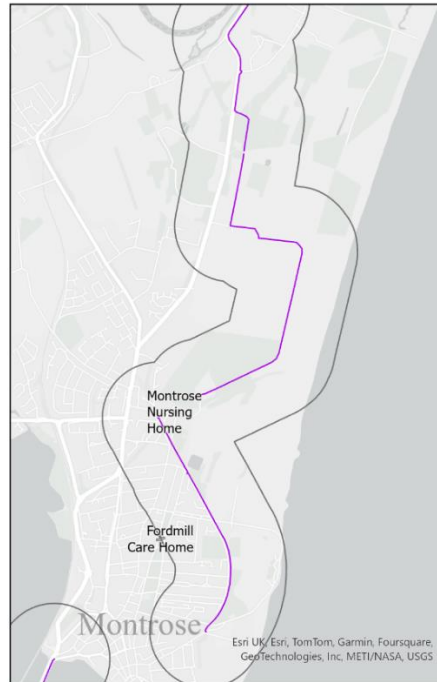 Montrose
Nursing
Home
Fordmill
Care Home
Montrose
Esri UK, Esri, TomTom, Garmin, Foursquare,
GeoTechnologies, Inc, METI/NASA, USGS